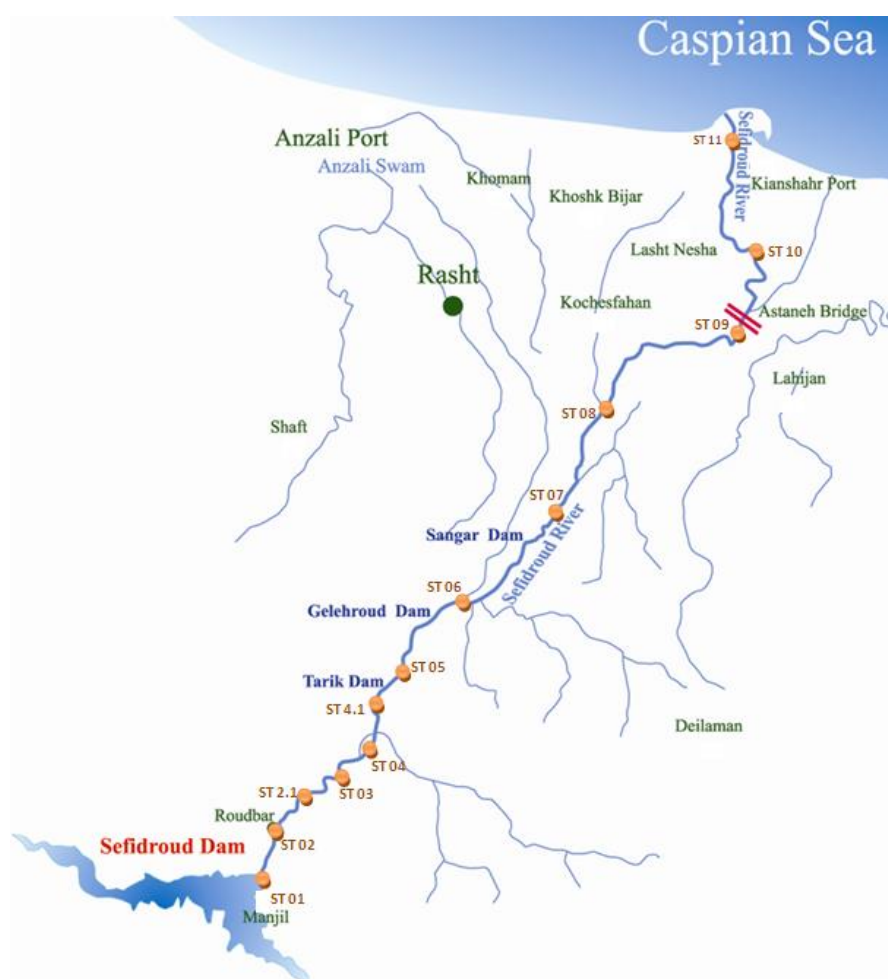 Caspian Sea
Anzali Port
Anzali Swam
Khomam
Khoshk Bijar
Sefidroud River
ST 11
Kianshahr Port
Lasht Nesha
ST 10
Rasht
Kochesfahan
Astaneh Bridge
ST 09
Lahijan
Shaft
ST 08
ST 07
Sangar Dam
Sefidroud River
ST 06
Gelehroud Dam
ST 05
Tarik Dam
ST 4.1
Deilaman
ST 04
ST 03
ST 2.1
Roudbar
ST 02
Sefidroud Dam
ST 01
Manjil